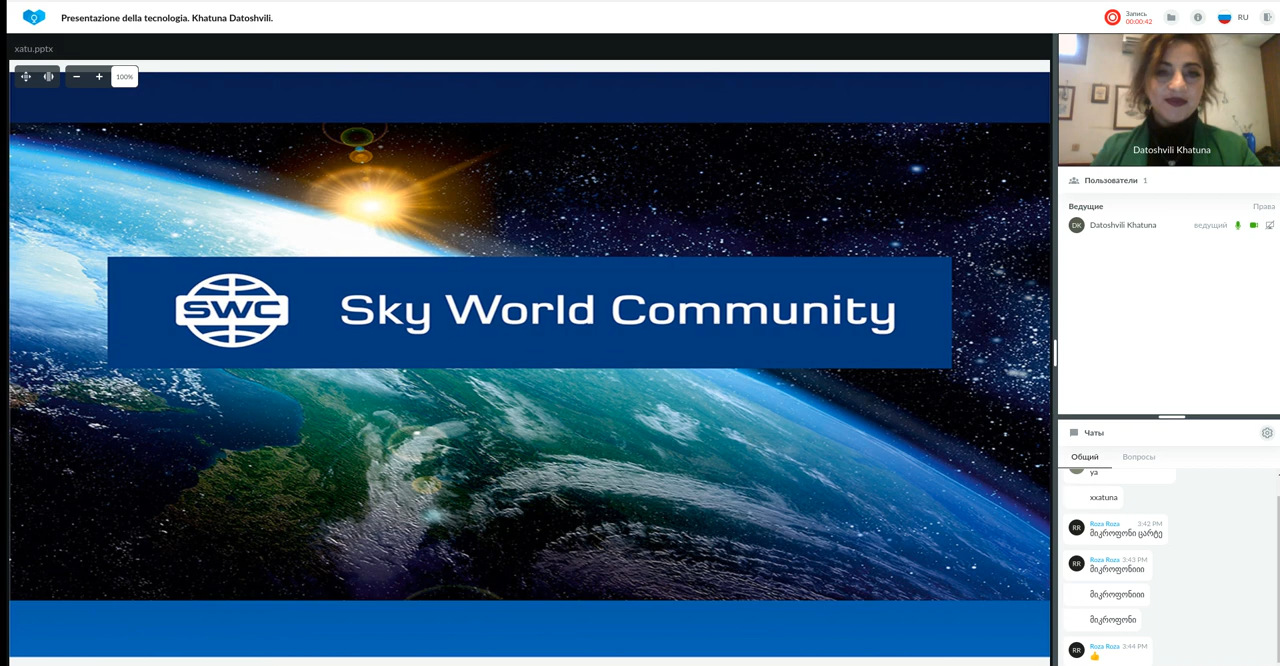 Presentazione della tecnologia. Khatuna Datoshvili.
Запись
00:00:42
RU
xatu.pptx
100%
SWC
Sky World Community
Datoshvili Khatuna
Пользователи 1
Ведущие
Права
DK
Datoshvili Khatuna
ведущий
Чаты
Общий
Вопросы
ya
xxatuna
RR
Roza Roza 3:42 PM
მიკროფონი ცარტე
RR
Roza Roza 3:43 PM
მიკროფონიიი
მიკროფონიიი
მიკროფონი
RR
Roza Roza 3:44 PM
👍